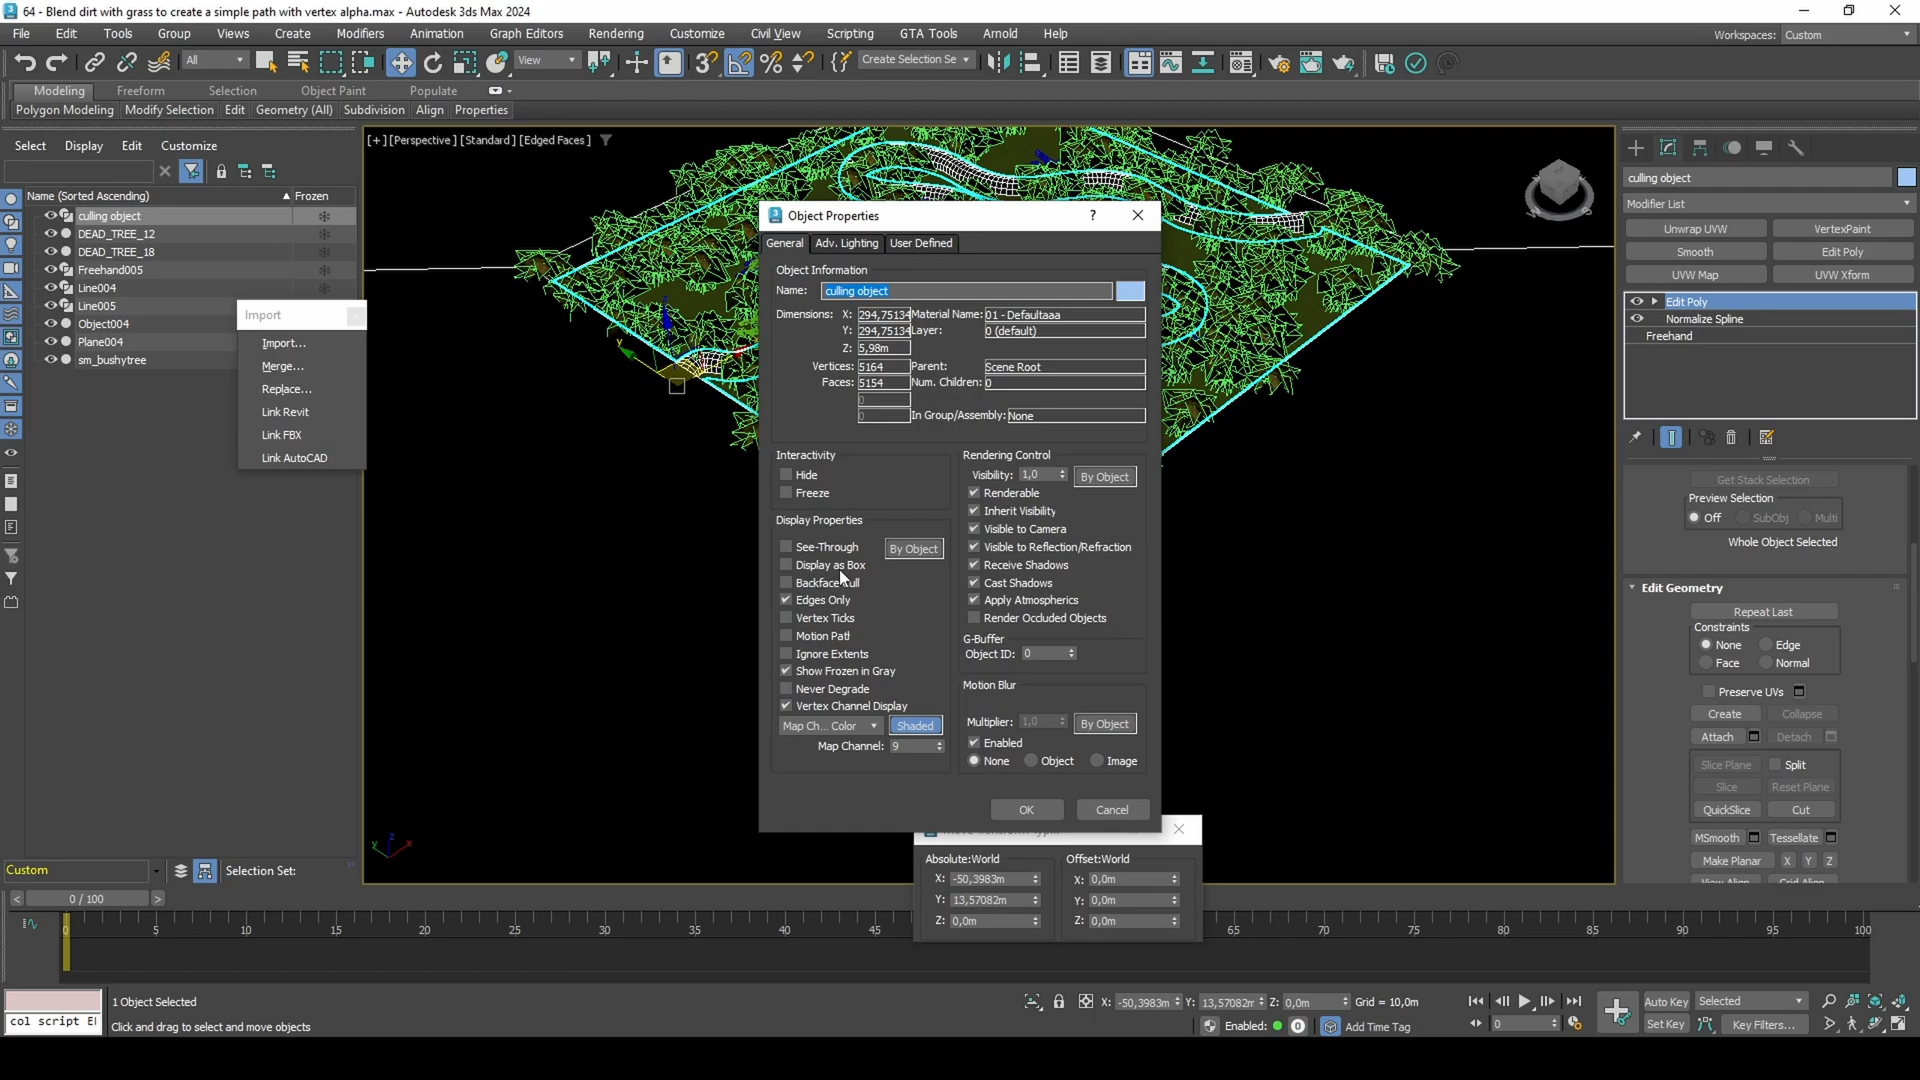 64 - Blend dirt with grass to create a simple path with vertex alpha.max - Autodesk 3ds Max 2024
File Edit Tools Group Views Create Modifiers Animation Graph Editors Rendering Customize Civil View Scripting GTA Tools Arnold Help
Workspaces: Custom
All
View
Create Selection Se
Modeling Freeform Selection Object Paint Populate
Polygon Modeling Modify Selection Edit Geometry (All) Subdivision Align Properties
Select Display Edit Customize
Name (Sorted Ascending) Frozen
culling object
DEAD_TREE_12
DEAD_TREE_18
Freehand005
Line004
Line005
Object004
Plane004
sm_bushytree
Import
Import...
Merge...
Replace...
Link Revit
Link FBX
Link AutoCAD
[+] [Perspective] [Standard] [Edged Faces]
Object Properties
General Adv. Lighting User Defined
Object Information
Name: culling object
Dimensions: X: 294,75134 Material Name: 01 - Defaultaaa
Y: 294,75134 Layer: 0 (default)
Z: 5,98m
Vertices: 5164 Parent: Scene Root
Faces: 5154 Num. Children: 0
0
0 In Group/Assembly: None
Interactivity
Hide
Freeze
Display Properties
See-Through By Object
Display as Box
Backface Cull
Edges Only
Vertex Ticks
Motion Path
Ignore Extents
Show Frozen in Gray
Never Degrade
Vertex Channel Display
Map Ch... Color Shaded
Map Channel: 9
Rendering Control
Visibility: 1,0 By Object
Renderable
Inherit Visibility
Visible to Camera
Visible to Reflection/Refraction
Receive Shadows
Cast Shadows
Apply Atmospherics
Render Occluded Objects
G-Buffer
Object ID: 0
Motion Blur
Multiplier: 1,0 By Object
Enabled
None Object Image
OK Cancel
Absolute:World Offset:World
X: -50,3983m X: 0,0m
Y: 13,57082m Y: 0,0m
Z: 0,0m Z: 0,0m
culling object
Modifier List
Unwrap UVW VertexPaint
Smooth Edit Poly
UVW Map UVW Xform
Edit Poly
Normalize Spline
Freehand
Get Stack Selection
Preview Selection
Off SubObj Multi
Whole Object Selected
Edit Geometry
Repeat Last
Constraints
None Edge
Face Normal
Preserve UVs
Create Collapse
Attach Detach
Slice Plane Split
Slice Reset Plane
QuickSlice Cut
MSmooth Tessellate
Make Planar X Y Z
View Align Grid Align
Custom
Selection Set:
< 0 / 100 >
0 5 10 15 20 25 30 35 40 45 65 70 75 80 85 90 95 100
1 Object Selected
col script E
Click and drag to select and move objects
X: -50,3983m Y: 13,57082r Z: 0,0m Grid = 10,0m
Enabled: 0 Add Time Tag
0
Auto Key Selected
Set Key Key Filters...